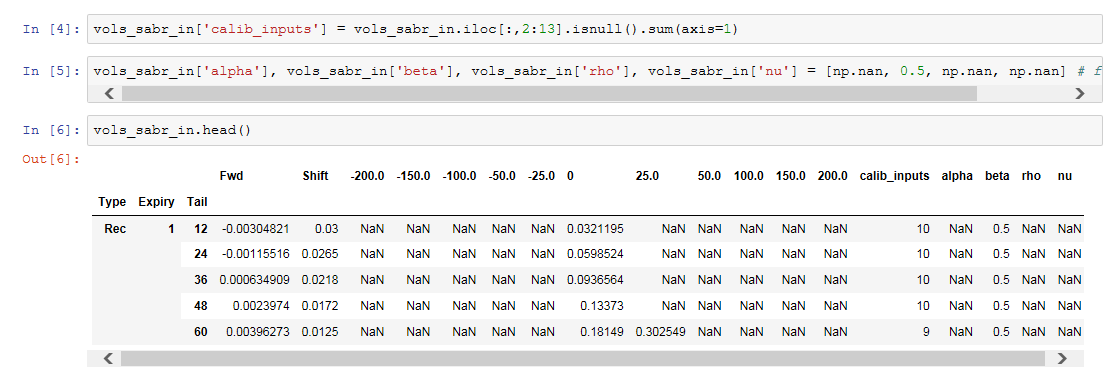 In [4]: vols_sabr_in['calib_inputs'] = vols_sabr_in.iloc[:,2:13].isnull().sum(axis=1)
In [5]: vols_sabr_in['alpha'], vols_sabr_in['beta'], vols_sabr_in['rho'], vols_sabr_in['nu'] = [np.nan, 0.5, np.nan, np.nan] # f
In [6]: vols_sabr_in.head()
Out[6]:
Fwd Shift -200.0 -150.0 -100.0 -50.0 -25.0 0 25.0 50.0 100.0 150.0 200.0 calib_inputs alpha beta rho nu
Type Expiry Tail
Rec 1 12 -0.00304821 0.03 NaN NaN NaN NaN NaN 0.0321195 NaN NaN NaN NaN NaN 10 NaN 0.5 NaN NaN
24 -0.00115516 0.0265 NaN NaN NaN NaN NaN 0.0598524 NaN NaN NaN NaN NaN 10 NaN 0.5 NaN NaN
36 0.000634909 0.0218 NaN NaN NaN NaN NaN 0.0936564 NaN NaN NaN NaN NaN 10 NaN 0.5 NaN NaN
48 0.0023974 0.0172 NaN NaN NaN NaN NaN 0.13373 NaN NaN NaN NaN NaN 10 NaN 0.5 NaN NaN
60 0.00396273 0.0125 NaN NaN NaN NaN NaN 0.18149 0.302549 NaN NaN NaN NaN 9 NaN 0.5 NaN NaN